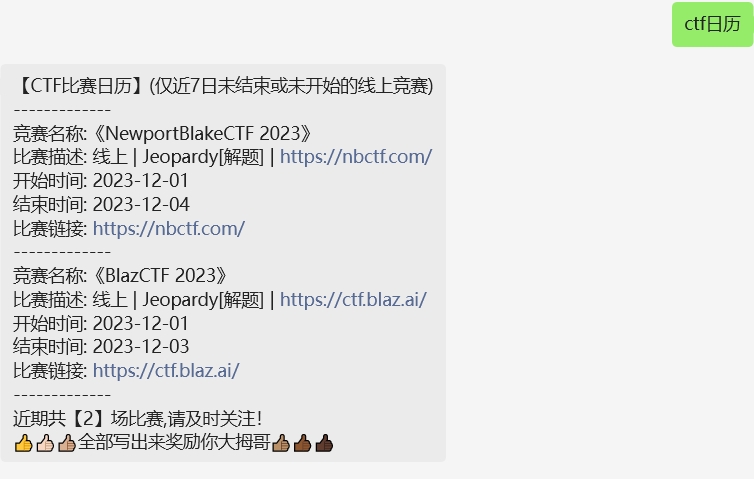 ctf日历
【CTF比赛日历】(仅近7日未结束或未开始的线上竞赛)
-------------
竞赛名称:《NewportBlakeCTF 2023》
比赛描述: 线上 | Jeopardy[解题] | https://nbctf.com/
开始时间: 2023-12-01
结束时间: 2023-12-04
比赛链接: https://nbctf.com/
-------------
竞赛名称:《BlazCTF 2023》
比赛描述: 线上 | Jeopardy[解题] | https://ctf.blaz.ai/
开始时间: 2023-12-01
结束时间: 2023-12-03
比赛链接: https://ctf.blaz.ai/
-------------
近期共【2】场比赛,请及时关注!
👍👍🏻👍🏼全部写出来奖励你大拇哥👍🏽👍🏾👍🏿